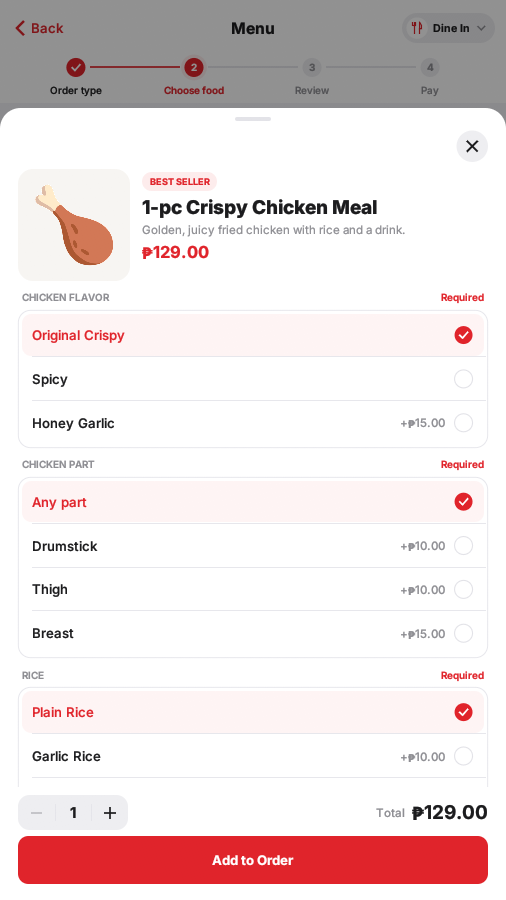 Back
Menu
Dine In
2
3
4
Order type
Choose food
Review
Pay
BEST SELLER
1-pc Crispy Chicken Meal
Golden, juicy fried chicken with rice and a drink.
₱129.00
CHICKEN FLAVOR
Required
Original Crispy
Spicy
Honey Garlic
+₱15.00
CHICKEN PART
Required
Any part
Drumstick
+₱10.00
Thigh
+₱10.00
Breast
+₱15.00
RICE
Required
Plain Rice
Garlic Rice
+₱10.00
1
Total ₱129.00
Add to Order